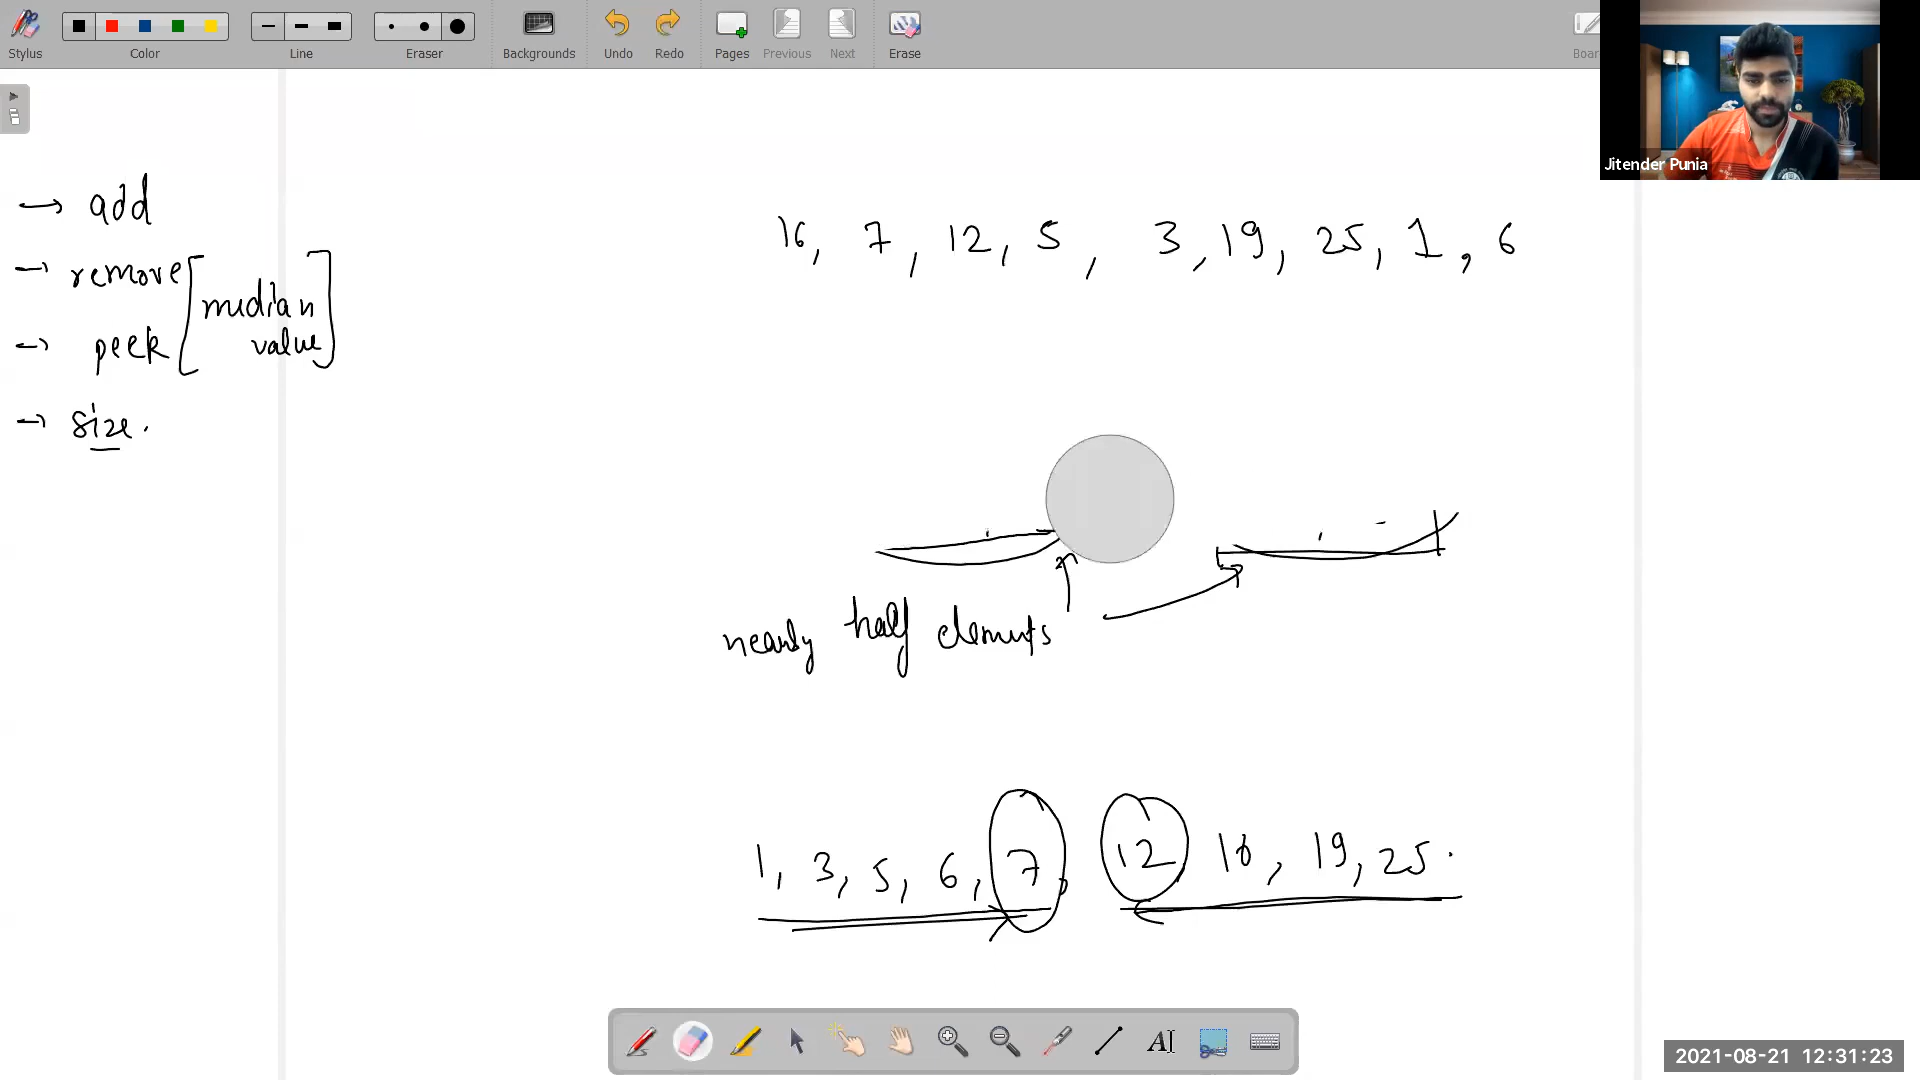 Stylus Color Line Eraser Backgrounds Undo Redo Pages Previous Next Erase Boar
Jitender Punia
→ add
→ remove
→ peek
[median
value]
→ size.
16, 7, 12, 5, 3, 19, 25, 1, 6
nearly half elements
1, 3, 5, 6, 7, 12 16, 19, 25.
2021-08-21 12:31:23